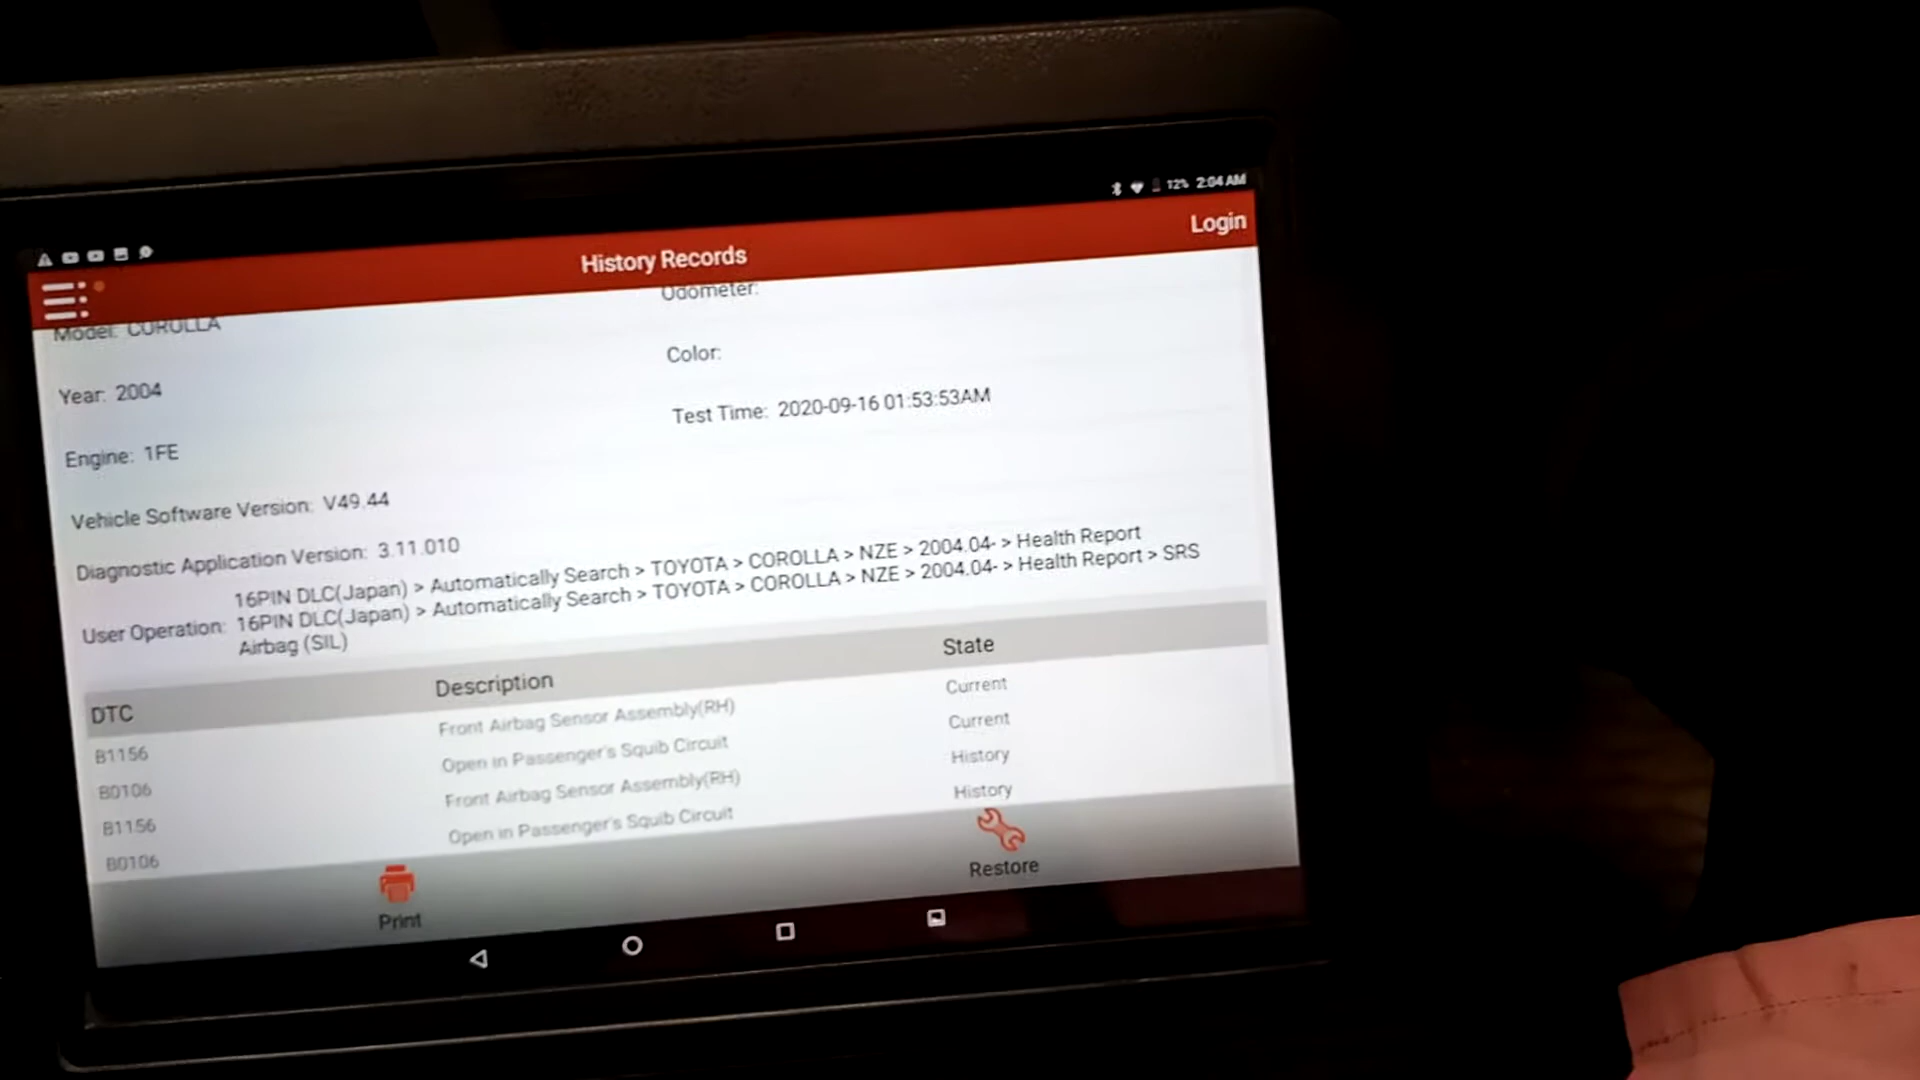 12% 2:04 AM
History Records
Login
Odometer:
Model: COROLLA
Color:
Year: 2004
Test Time: 2020-09-16 01:53:53AM
Engine: 1FE
Vehicle Software Version: V49.44
Diagnostic Application Version: 3.11.010
User Operation: 16PIN DLC(Japan) > Automatically Search > TOYOTA > COROLLA > NZE > 2004.04- > Health Report
16PIN DLC(Japan) > Automatically Search > TOYOTA > COROLLA > NZE > 2004.04- > Health Report > SRS
Airbag (SIL)
DTC Description State
B1156 Front Airbag Sensor Assembly(RH) Current
B0106 Open in Passenger's Squib Circuit Current
B1156 Front Airbag Sensor Assembly(RH) History
B0106 Open in Passenger's Squib Circuit History
Print
Restore